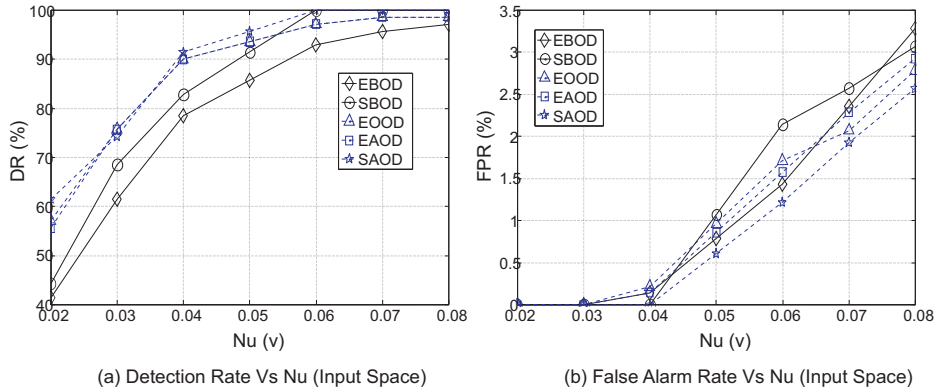 100
90
80
70
60
50
40
0.02 0.03 0.04 0.05 0.06 0.07 0.08
DR (%)
Nu (v)
EBOD
SBOD
EOOD
EAOD
SAOD
(a) Detection Rate Vs Nu (Input Space)
3.5
3
2.5
2
1.5
1
0.5
0
0.02 0.03 0.04 0.05 0.06 0.07 0.08
FPR (%)
Nu (v)
EBOD
SBOD
EOOD
EAOD
SAOD
(b) False Alarm Rate Vs Nu (Input Space)